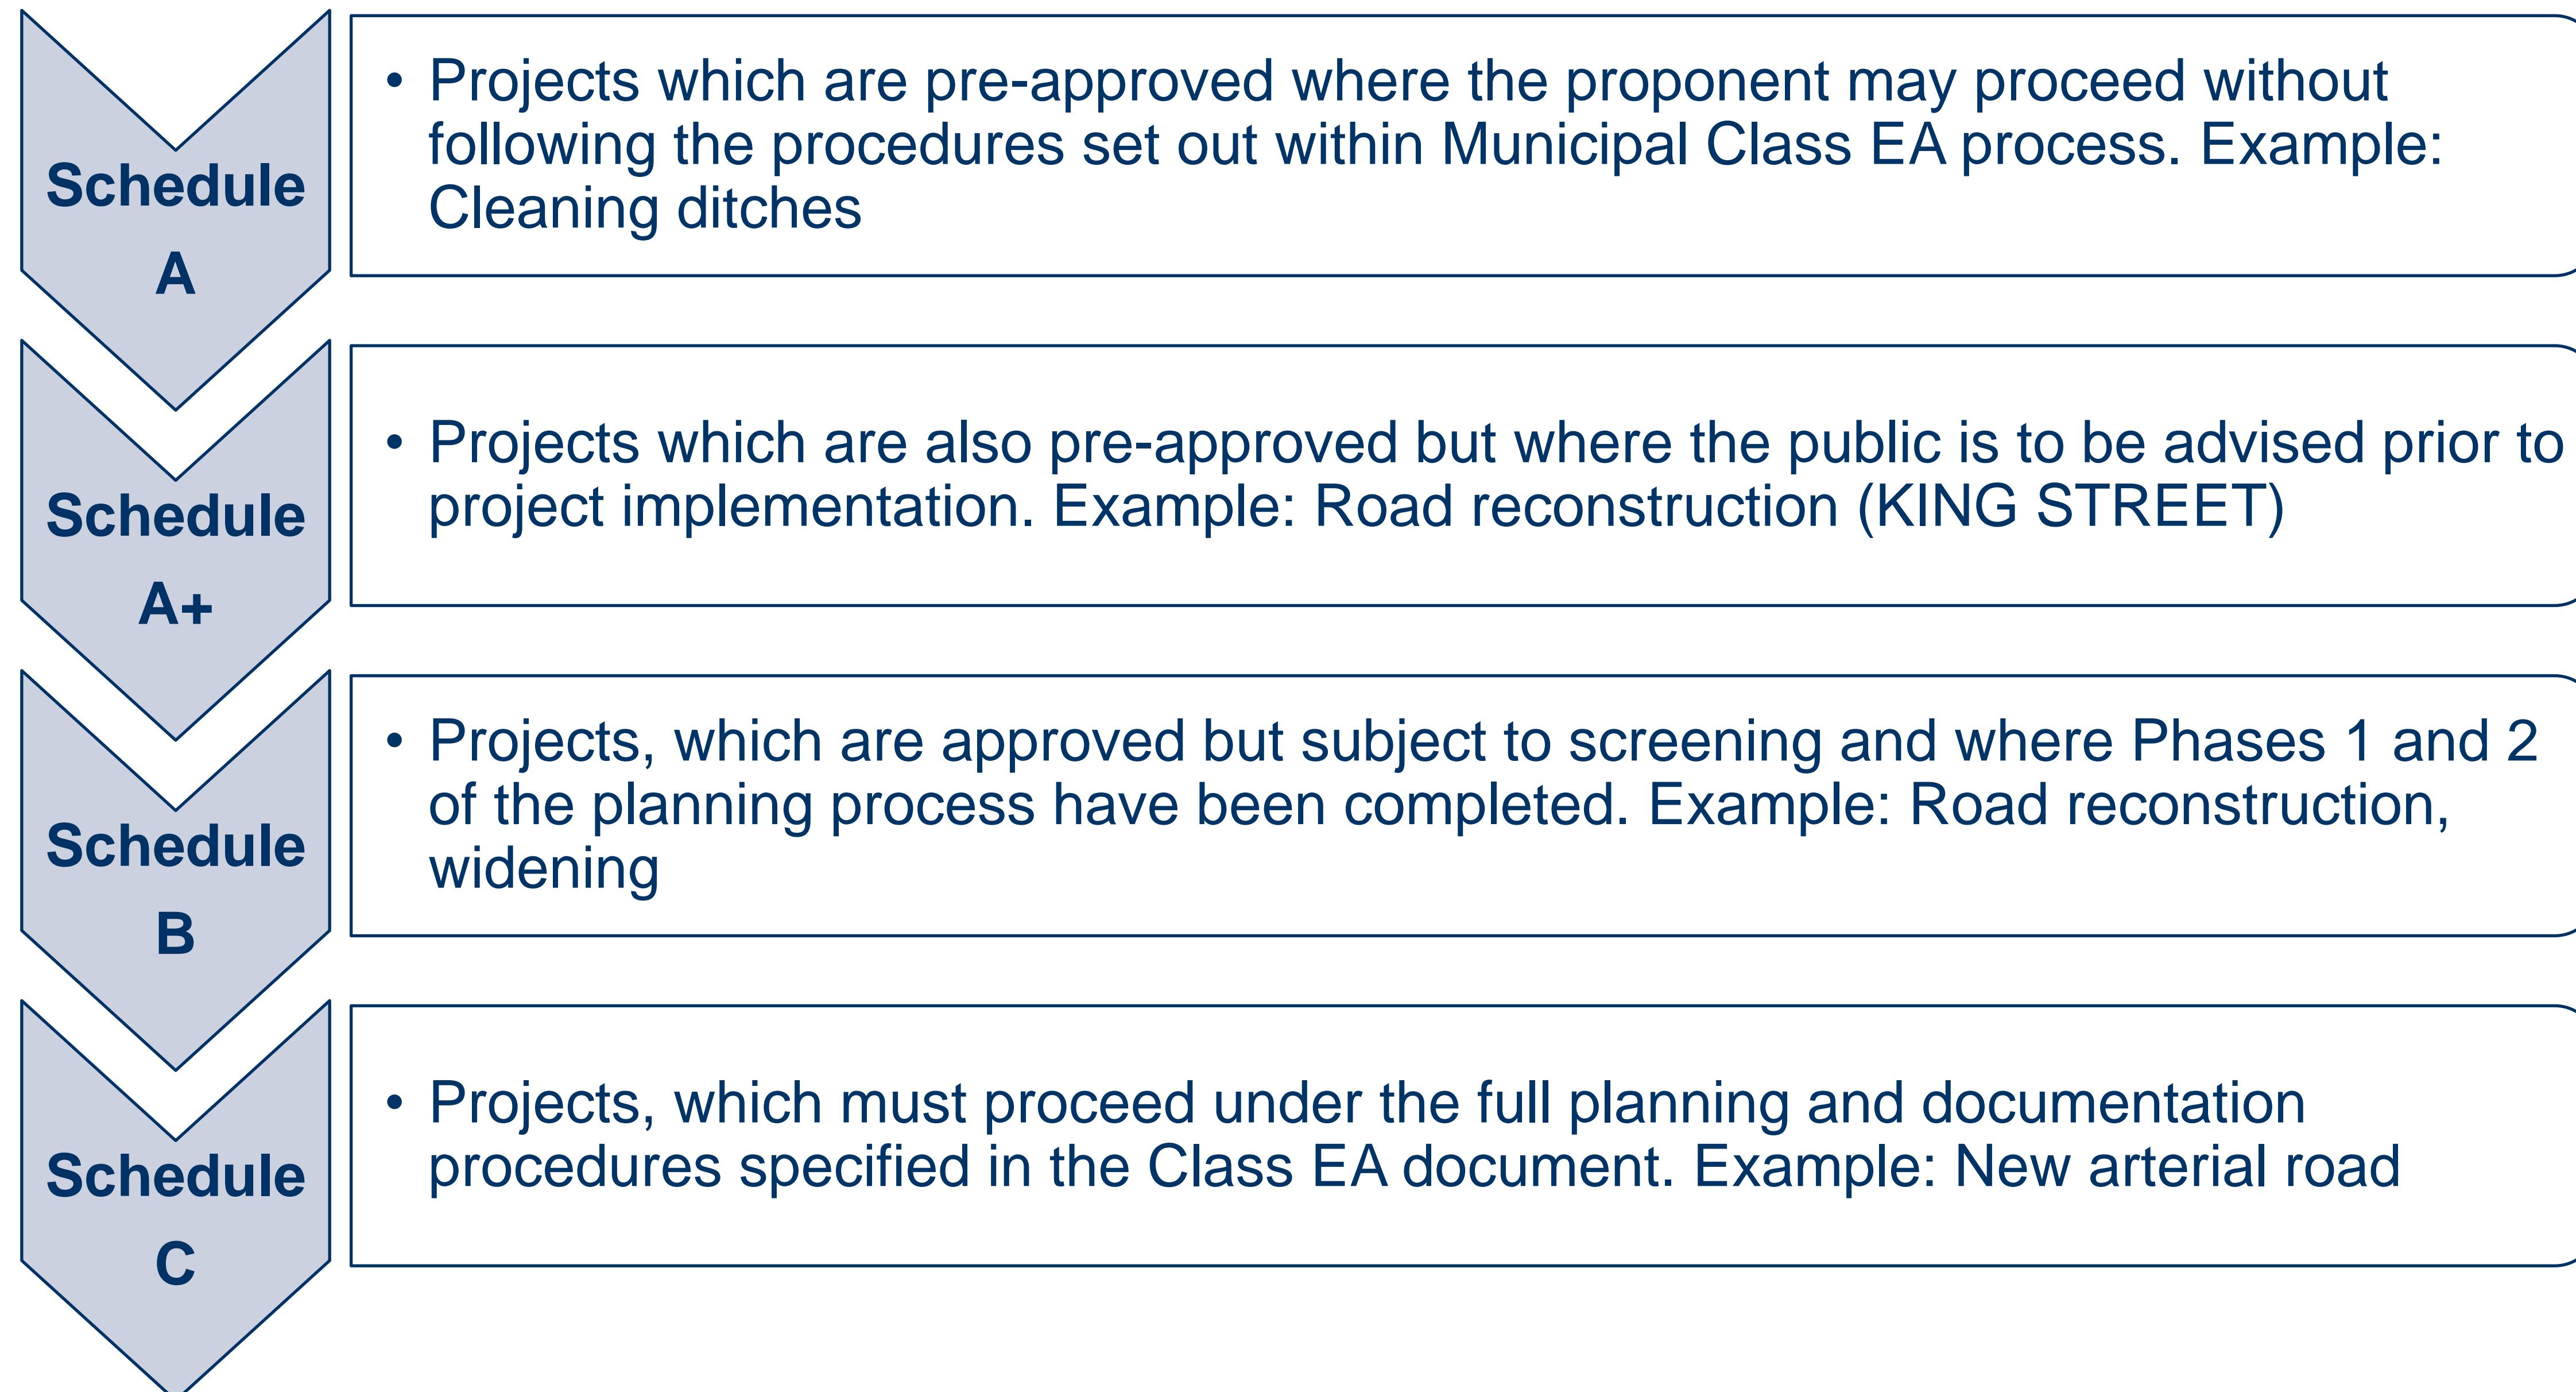 Schedule
A
• Projects which are pre-approved where the proponent may proceed without
following the procedures set out within Municipal Class EA process. Example:
Cleaning ditches
Schedule
A+
• Projects which are also pre-approved but where the public is to be advised prior to
project implementation. Example: Road reconstruction (KING STREET)
Schedule
B
• Projects, which are approved but subject to screening and where Phases 1 and 2
of the planning process have been completed. Example: Road reconstruction,
widening
Schedule
C
• Projects, which must proceed under the full planning and documentation
procedures specified in the Class EA document. Example: New arterial road